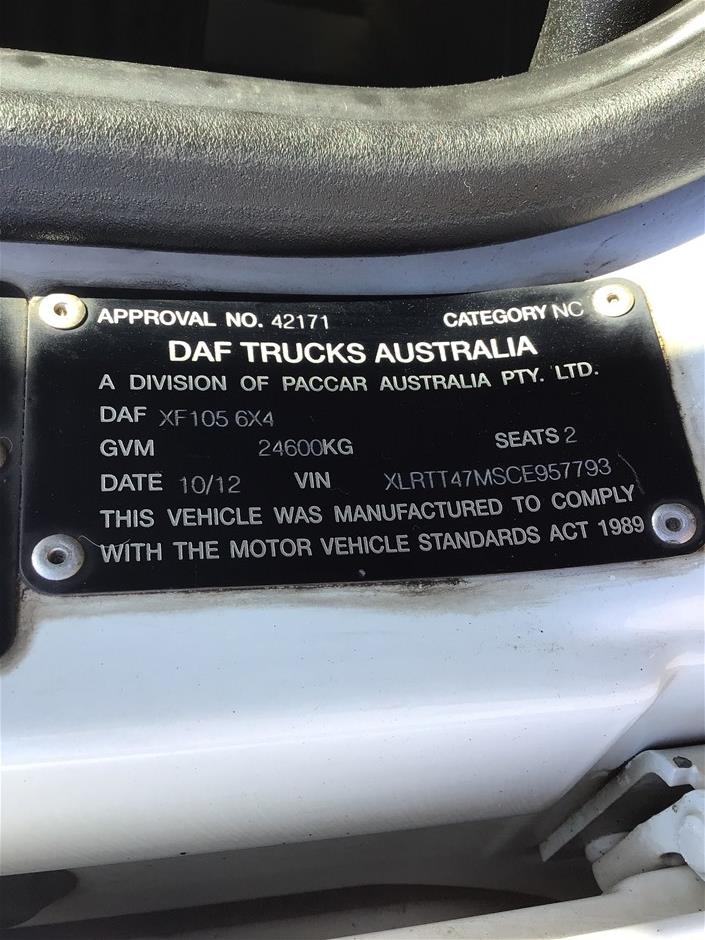 APPROVAL NO. 42171 CATEGORY NC
DAF TRUCKS AUSTRALIA
A DIVISION OF PACCAR AUSTRALIA PTY. LTD.
DAF XF105 6X4
GVM 24600KG SEATS 2
DATE 10/12 VIN XLRTT47MSCE957793
THIS VEHICLE WAS MANUFACTURED TO COMPLY
WITH THE MOTOR VEHICLE STANDARDS ACT 1989